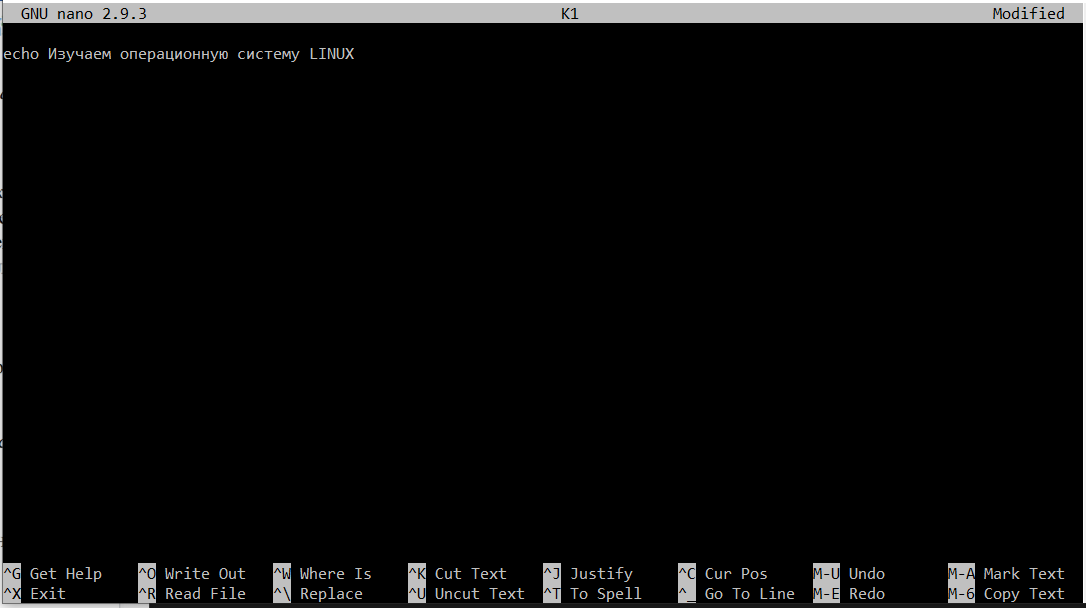 GNU nano 2.9.3 K1 Modified
echo Изучаем операционную систему LINUX
^G Get Help ^O Write Out ^W Where Is ^K Cut Text ^J Justify ^C Cur Pos M-U Undo M-A Mark Text
^X Exit ^R Read File ^\ Replace ^U Uncut Text ^T To Spell ^_ Go To Line M-E Redo M-6 Copy Text